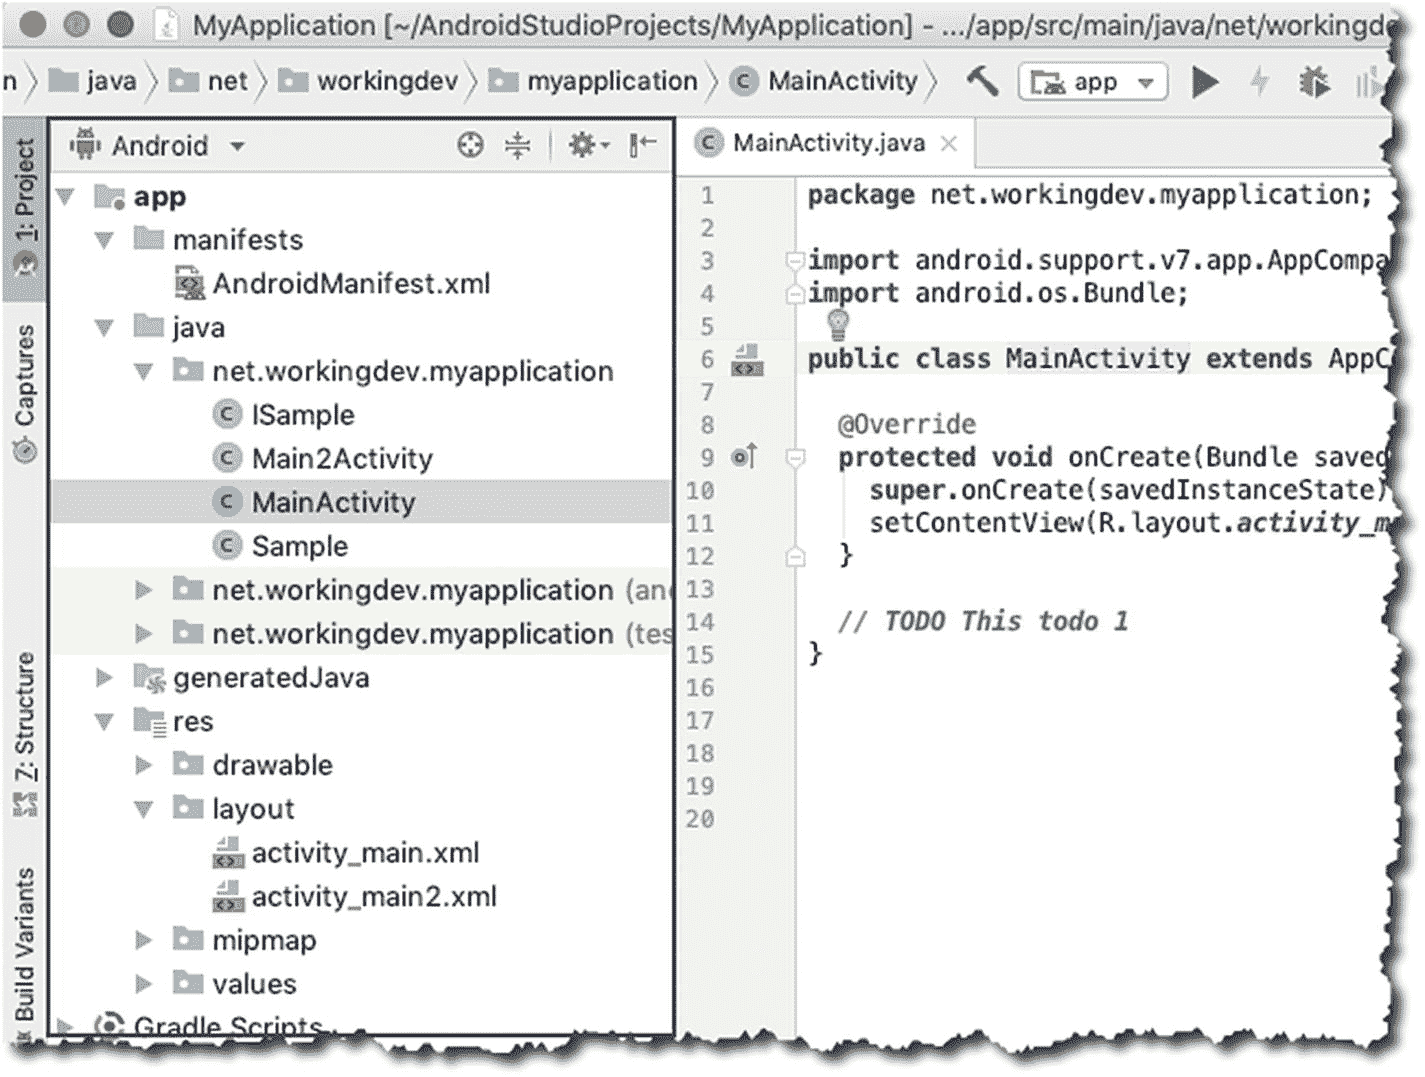 MyApplication [~/AndroidStudioProjects/MyApplication] - .../app/src/main/java/net/workingde
n java net workingdev myapplication MainActivity app
1: Project
Captures
7: Structure
Build Variants
Android
app
manifests
AndroidManifest.xml
java
net.workingdev.myapplication
ISample
Main2Activity
MainActivity
Sample
net.workingdev.myapplication (an
net.workingdev.myapplication (tes
generatedJava
res
drawable
layout
activity_main.xml
activity_main2.xml
mipmap
values
Gradle Scripts
MainActivity.java
1 package net.workingdev.myapplication;
2
3 import android.support.v7.app.AppCompa
4 import android.os.Bundle;
5
6 public class MainActivity extends AppC
7
8 @Override
9 protected void onCreate(Bundle saved
10 super.onCreate(savedInstanceState)
11 setContentView(R.layout.activity_m
12 }
13
14 // TODO This todo 1
15 }
16
17
18
19
20